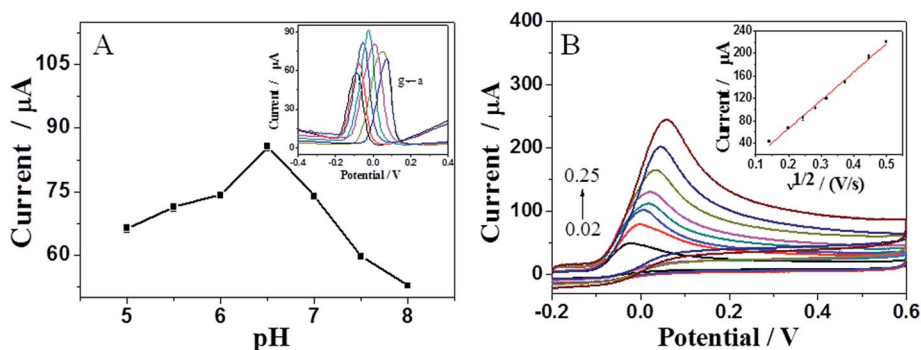 A
Current / μA
105
90
75
60
5 6 7 8
pH
Current / μA
90
60
30
0
g a
-0.4 0.0 0.4
Potential / V
B
400
300
200
100
0
0.25
0.02
-0.2 0.0 0.2 0.4 0.6
Potential / V
Current / μA
240
200
160
120
80
40
0.1 0.2 0.3 0.4 0.5
ν1/2 / (V/s)